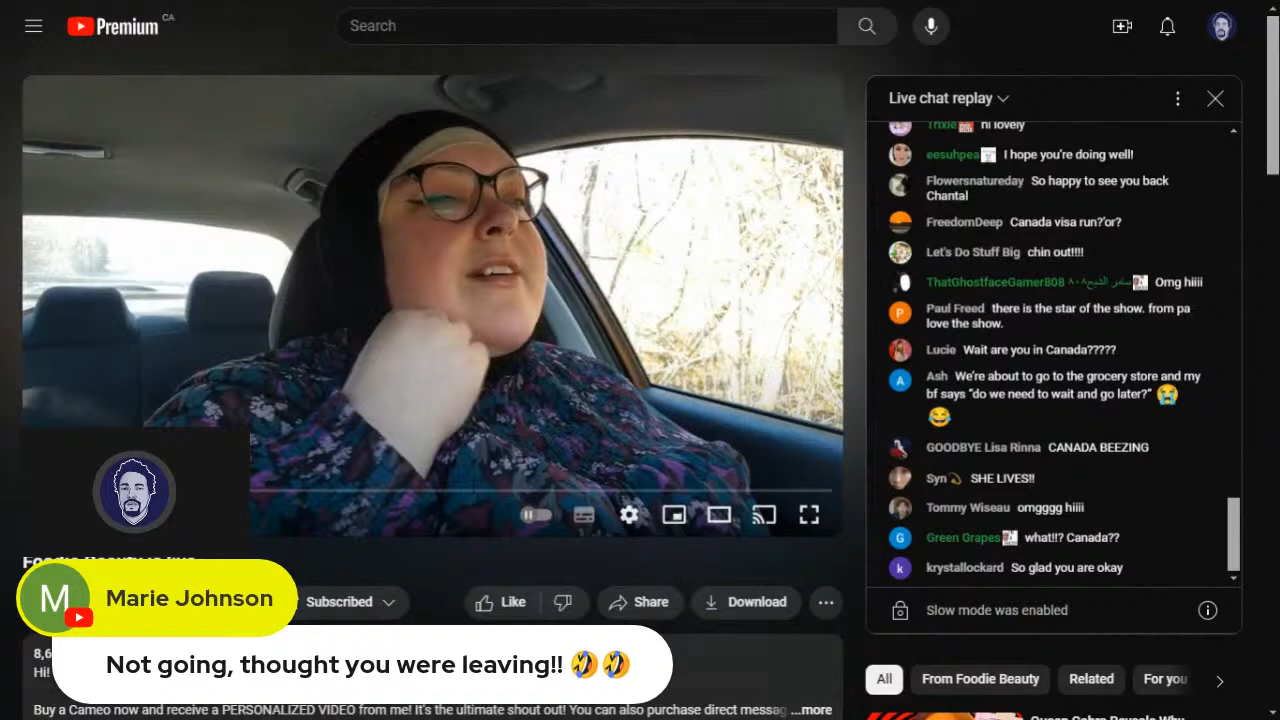 Premium CA
Search
Live chat replay
Trixie hi lovely
eesuhpea I hope you're doing well!
Flowersnatureday So happy to see you back
Chantal
FreedomDeep Canada visa run?'or?
Let's Do Stuff Big chin out!!!!
ThatGhostfaceGamer808 Omg hiiii
Paul Freed there is the star of the show. from pa
love the show.
Lucie Wait are you in Canada?????
A Ash We're about to go to the grocery store and my
bf says “do we need to wait and go later?” 😭
😂
GOODBYE Lisa Rinna CANADA BEEZING
Syn💫 SHE LIVES!!
Tommy Wiseau omgggg hiiii
G Green Grapes what!!? Canada??
k krystallockard So glad you are okay
Slow mode was enabled
M Marie Johnson
Not going, thought you were leaving!! 🤣🤣
Subscribed
Like
Share
Download
8,6
Hi!
Buy a Cameo now and receive a PERSONALIZED VIDEO from me! It's the ultimate shout out! You can also purchase direct messag ...more
All
From Foodie Beauty
Related
For you